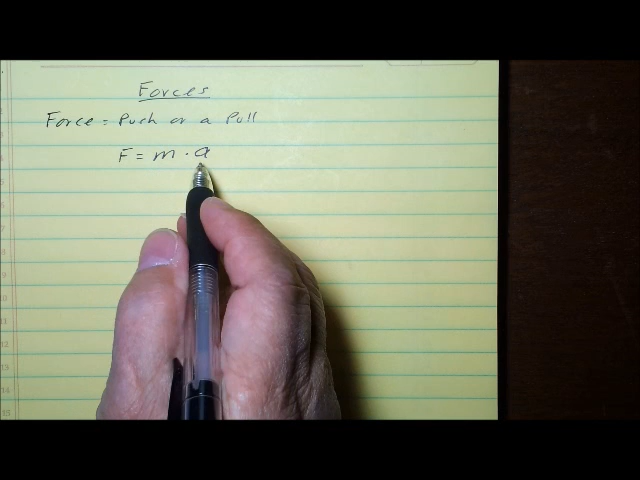 Forces
Force = Push or a Pull
F = m · a